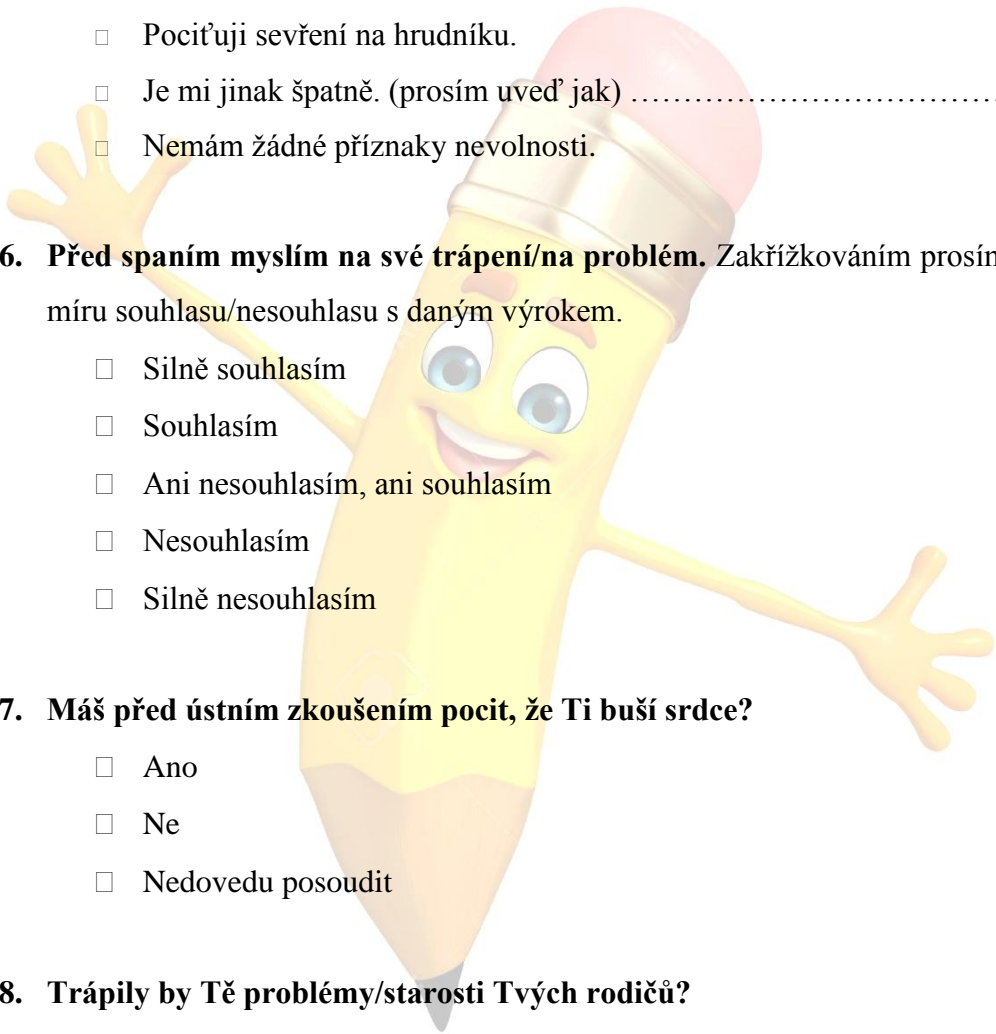 Pociťuji sevření na hrudníku.
Je mi jinak špatně. (prosím uveď jak) ……………………………
Nemám žádné příznaky nevolnosti.
6. Před spaním myslím na své trápení/na problém. Zakřížkováním prosím
míru souhlasu/nesouhlasu s daným výrokem.
Silně souhlasím
Souhlasím
Ani nesouhlasím, ani souhlasím
Nesouhlasím
Silně nesouhlasím
7. Máš před ústním zkoušením pocit, že Ti buší srdce?
Ano
Ne
Nedovedu posoudit
8. Trápily by Tě problémy/starosti Tvých rodičů?